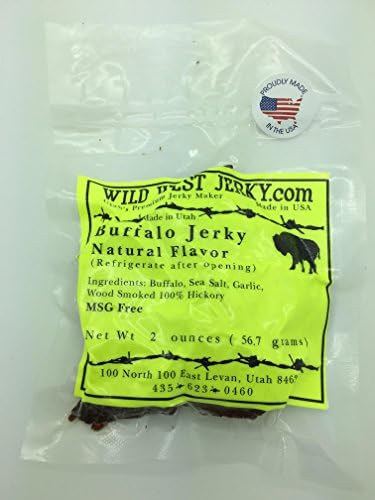 PROUDLY MADE
IN THE USA
WILD WEST JERKY.com
Premium Jerky Maker
Made in USA
Made in Utah
Buffalo Jerky
Natural Flavor
(Refrigerate after opening)
Ingredients: Buffalo, Sea Salt, Garlic,
Wood Smoked 100% Hickory
MSG Free
Net Wt 2 ounces ( 56.7 grams)
100 North 100 East Levan, Utah
435-623-0460